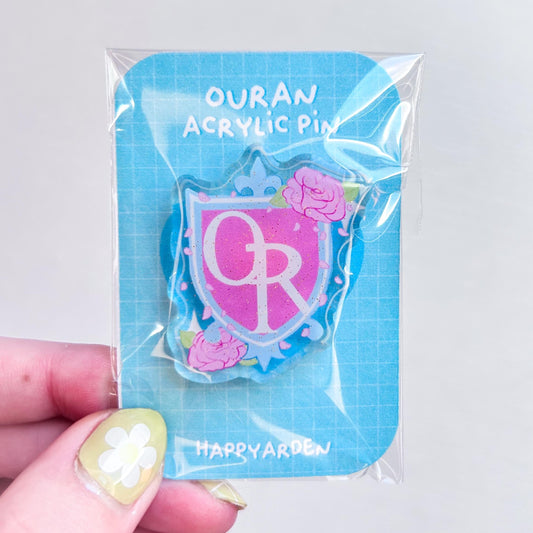 OURAN
ACRYLIC PIN
OR
HAPPYARDEN